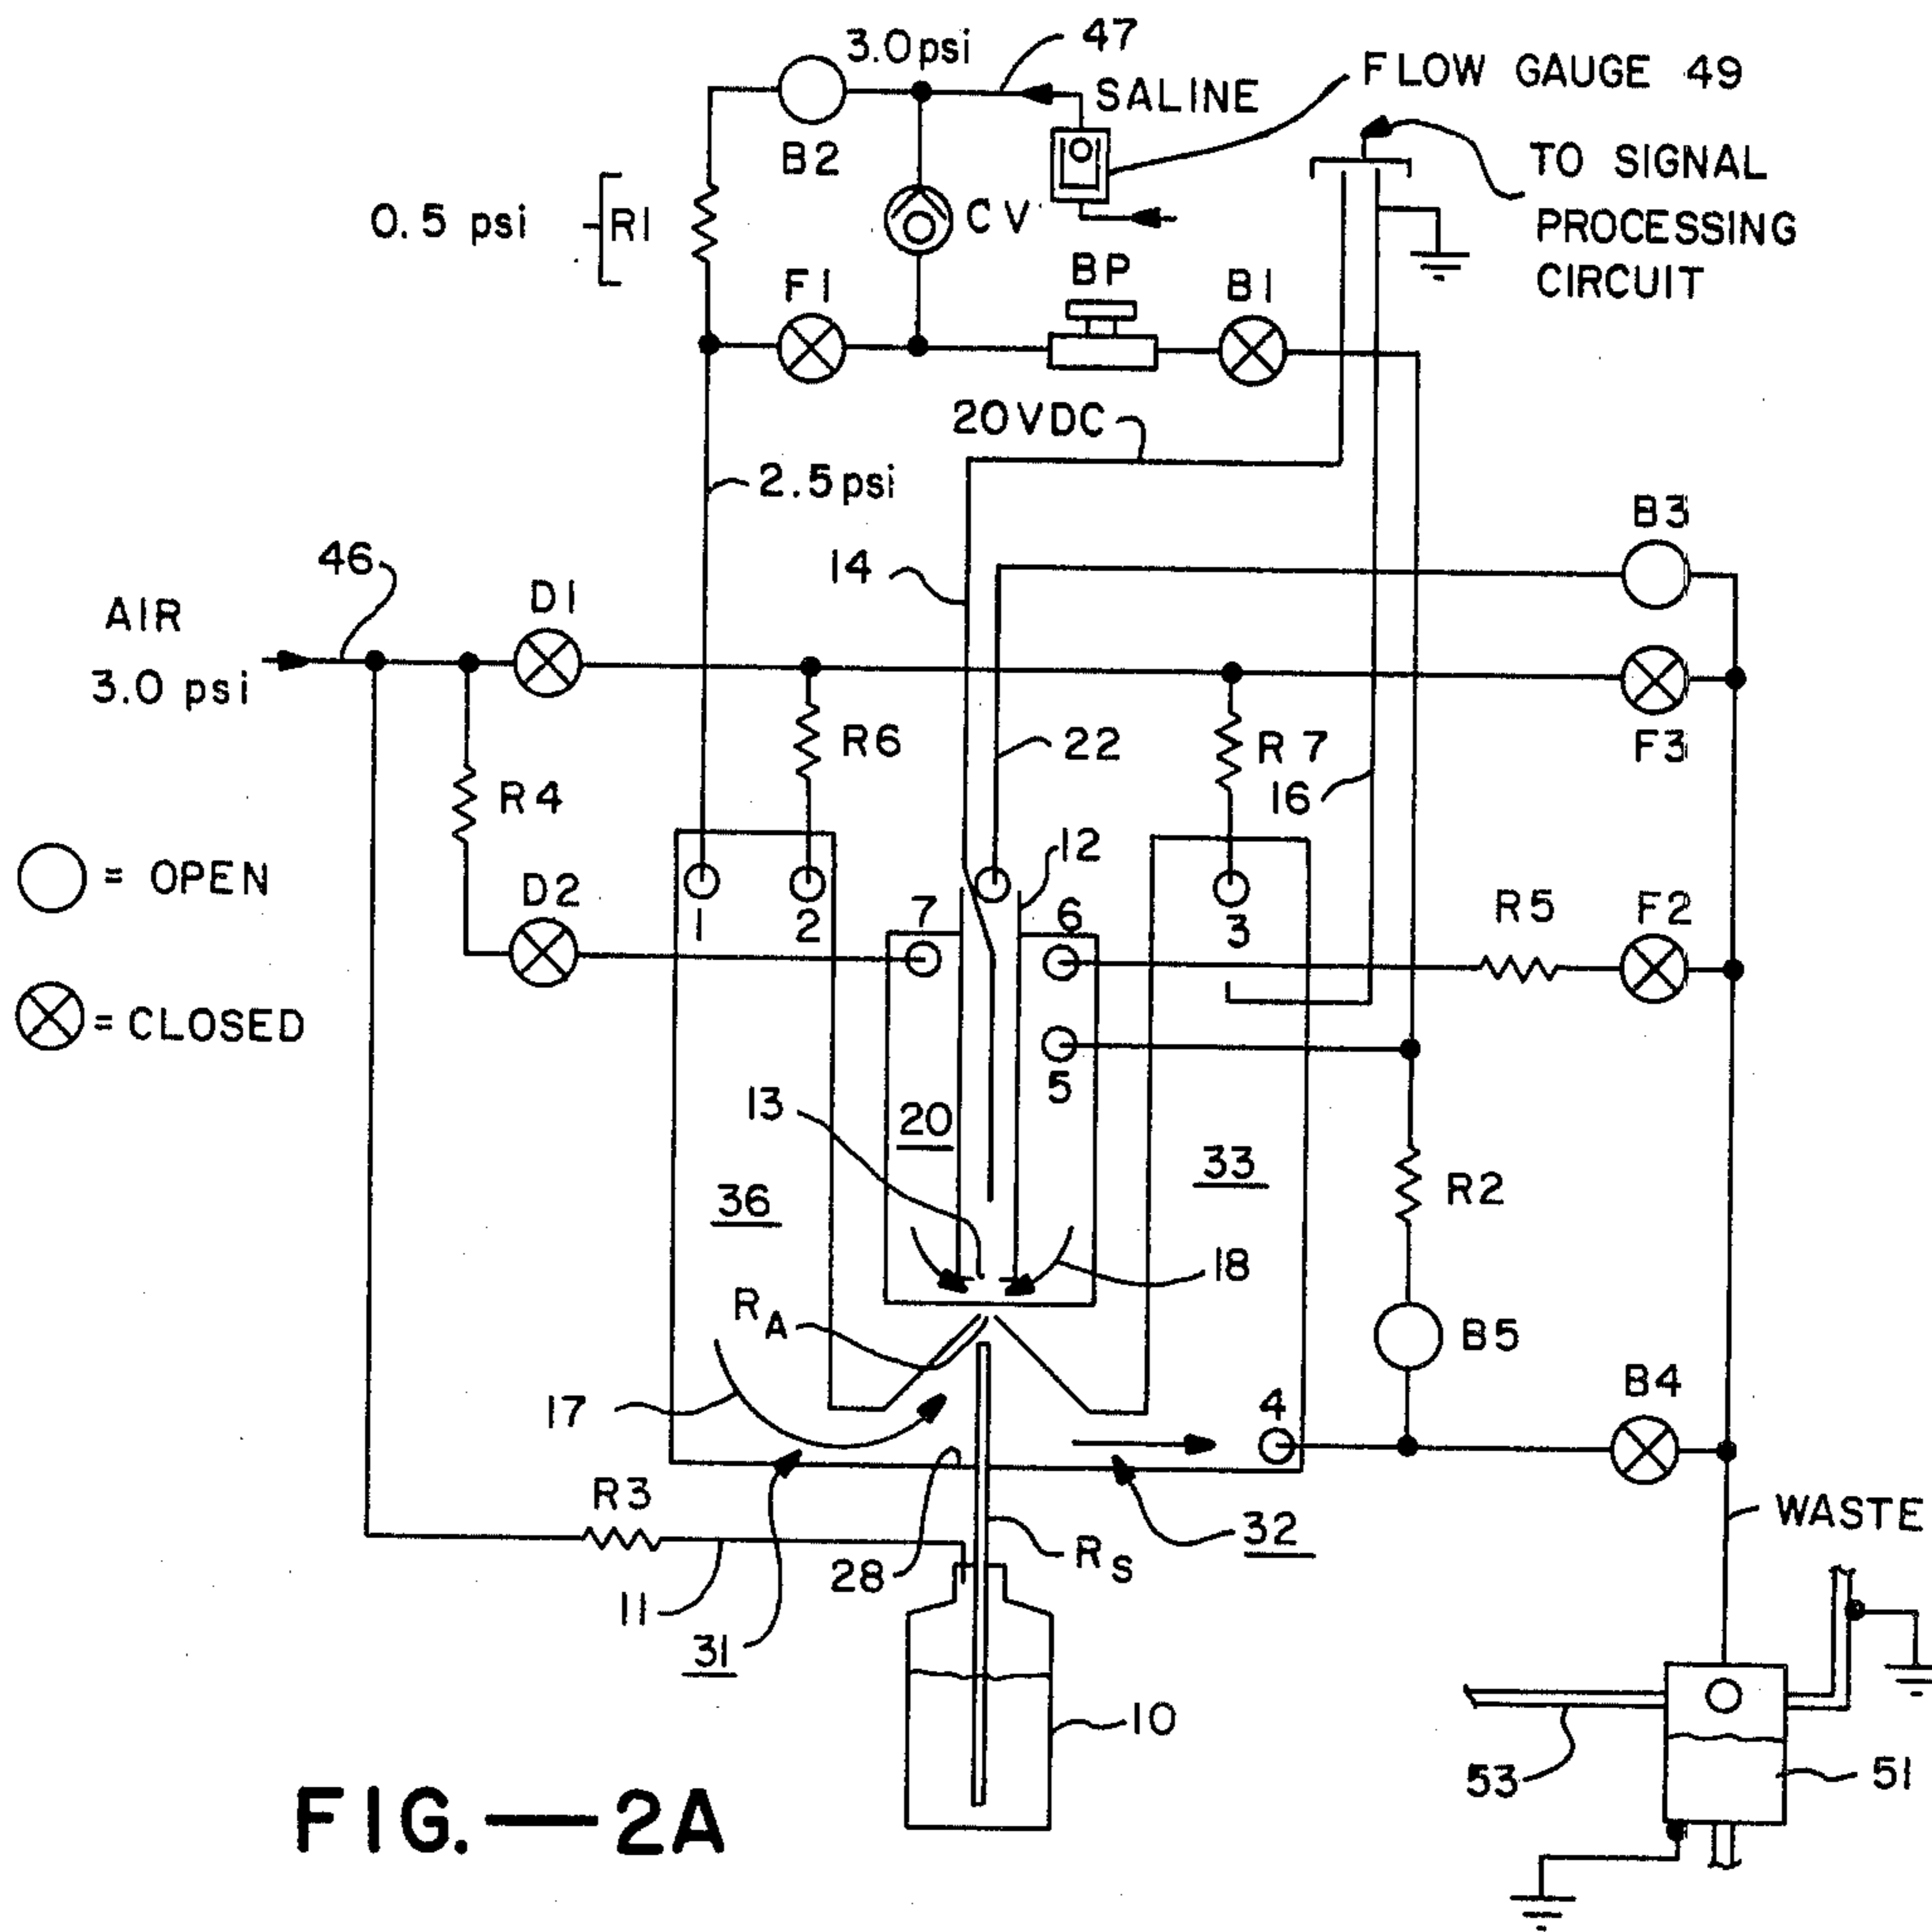 3.0 psi
47
SALINE
FLOW GAUGE 49
B2
TO SIGNAL
PROCESSING
CIRCUIT
0.5 psi
R1
CV
F1
BP
B1
20VDC
2.5 psi
B3
46
14
AIR
3.0 psi
D1
F3
R6
22
R7
16
R4
12
= OPEN
D2
1
2
7
6
3
R5
F2
= CLOSED
5
13
20
33
R2
36
18
RA
B5
17
4
B4
R3
28
RS
32
WASTE
11
31
10
53
51
FIG.—2A